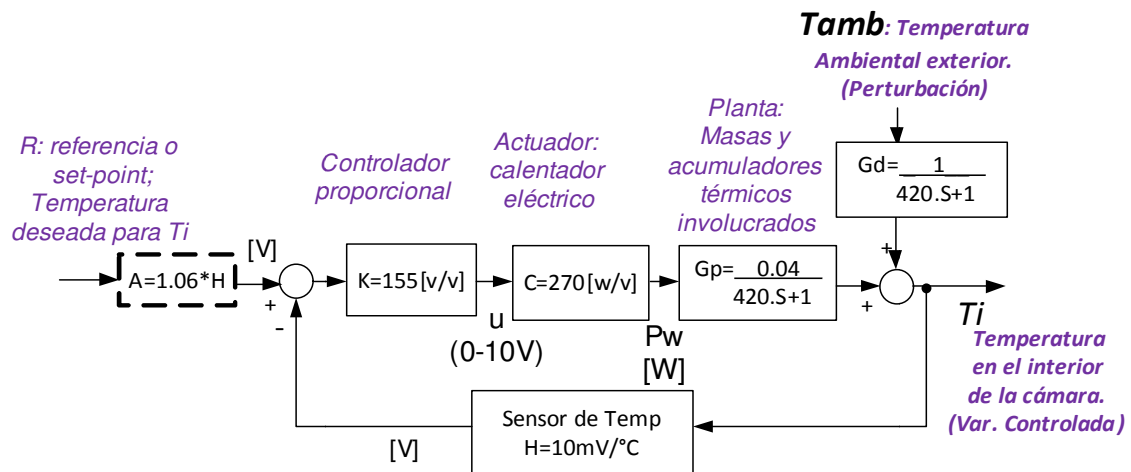 Tamb: Temperatura
Ambiental exterior.
(Perturbación)
R: referencia o
set-point;
Temperatura
deseada para Ti
Controlador
proporcional
Actuador:
calentador
eléctrico
Planta:
Masas y
acumuladores
térmicos
involucrados
Gd= 1
420.S+1
[V]
A=1.06*H
+
-
K=155[v/v]
u
(0-10V)
C=270[w/v]
Pw
[W]
Gp= 0.04
420.S+1
+
+
Ti
Temperatura
en el interior
de la cámara.
(Var. Controlada)
Sensor de Temp
H=10mV/°C
[V]